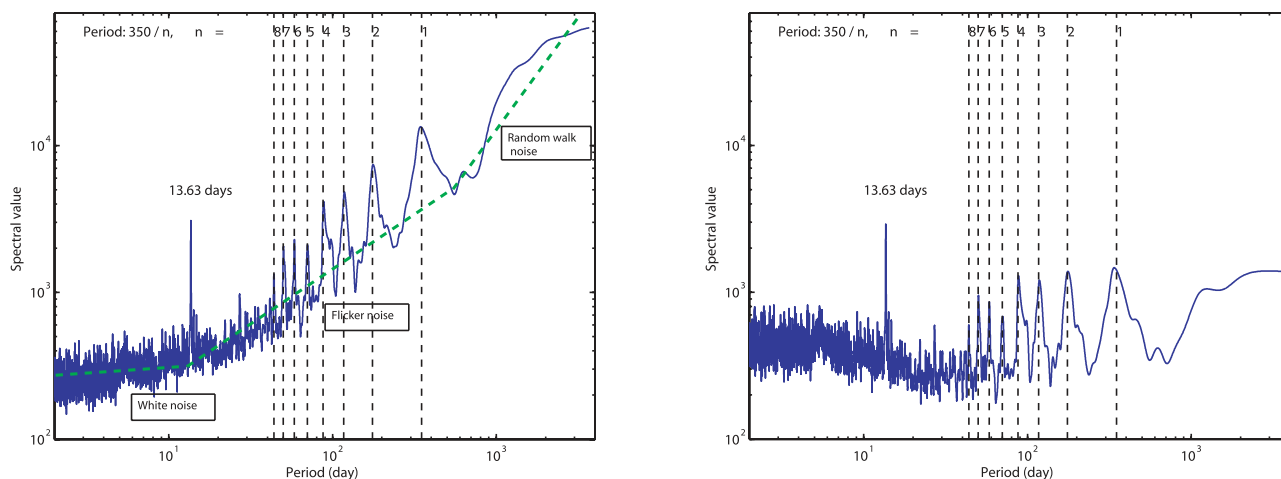 Period: 350 / n, n = 8 7 6 5 4 3 2 1
10^4
Random walk noise
13.63 days
Spectral value
10^3
Flicker noise
White noise
10^2
10^1 10^2 10^3
Period (day)
Period: 350 / n, n = 8 7 6 5 4 3 2 1
10^4
13.63 days
Spectral value
10^3
10^2
10^1 10^2 10^3
Period (day)